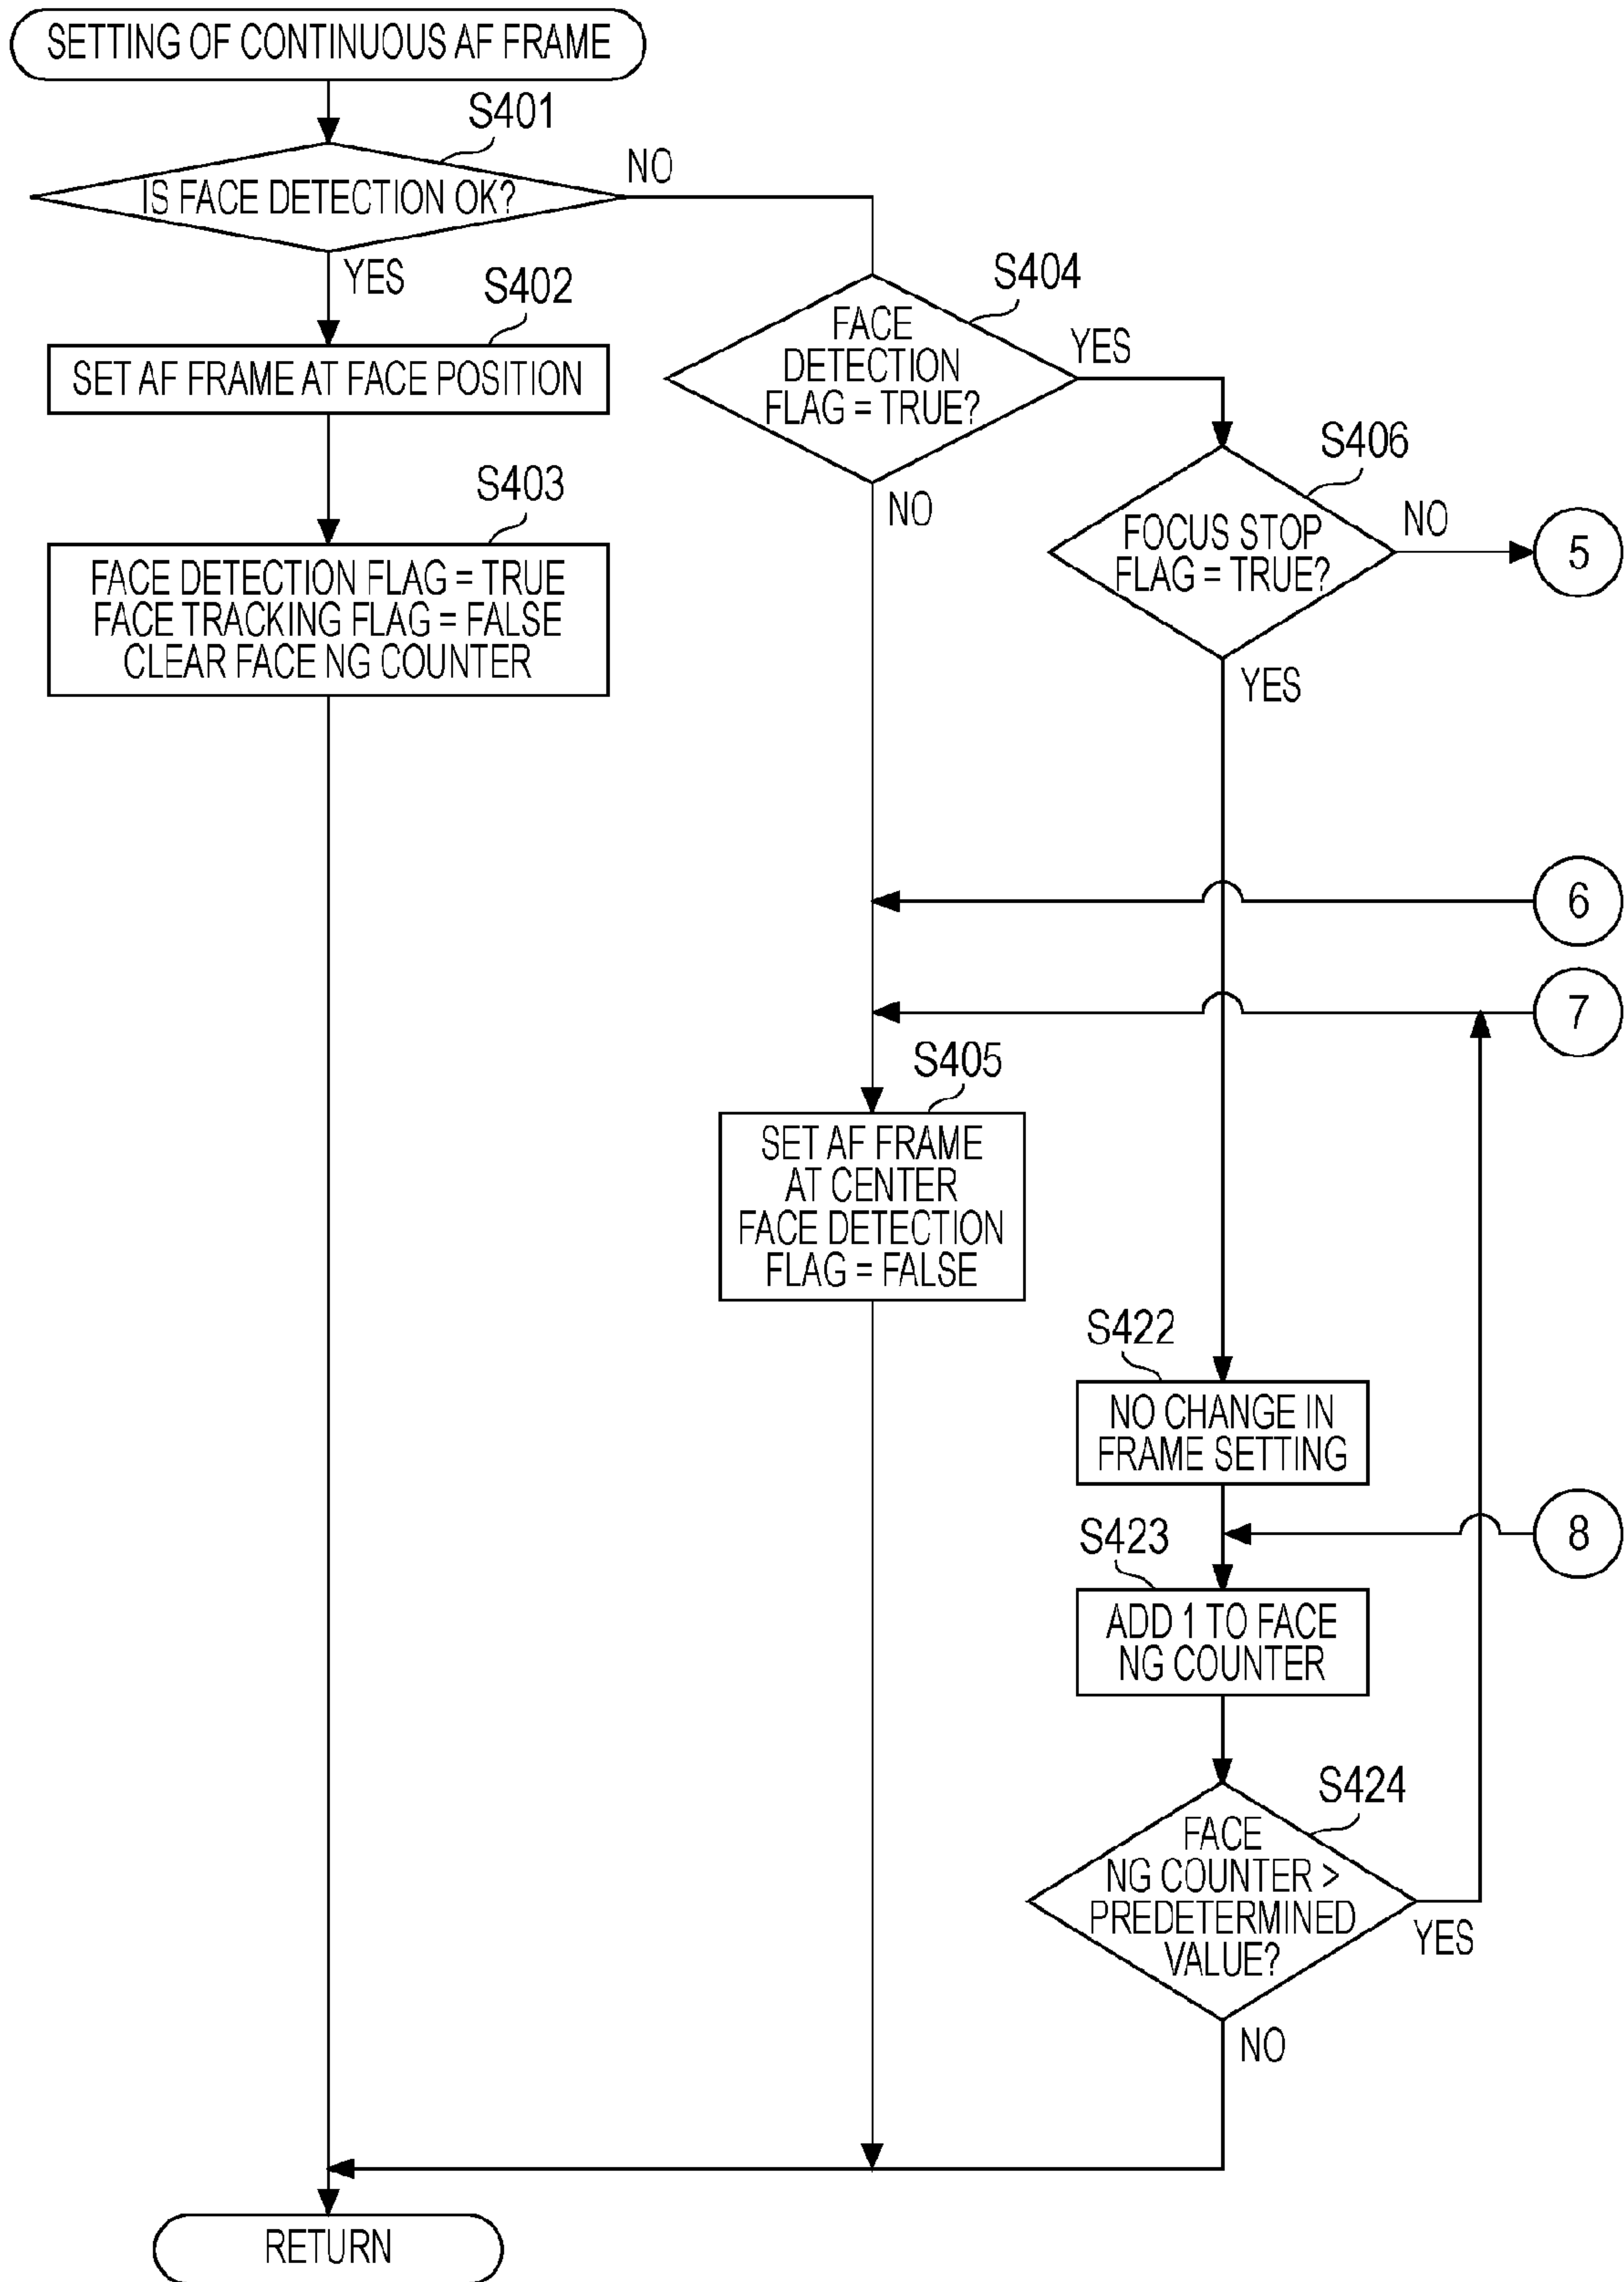 SETTING OF CONTINUOUS AF FRAME
S401
IS FACE DETECTION OK?
NO
YES
S402
SET AF FRAME AT FACE POSITION
S403
FACE DETECTION FLAG = TRUE
FACE TRACKING FLAG = FALSE
CLEAR FACE NG COUNTER
S404
FACE
DETECTION
FLAG = TRUE?
YES
NO
S406
FOCUS STOP
FLAG = TRUE?
NO
5
YES
6
7
S405
SET AF FRAME
AT CENTER
FACE DETECTION
FLAG = FALSE
S422
NO CHANGE IN
FRAME SETTING
8
S423
ADD 1 TO FACE
NG COUNTER
S424
FACE
NG COUNTER >
PREDETERMINED
VALUE?
YES
NO
RETURN